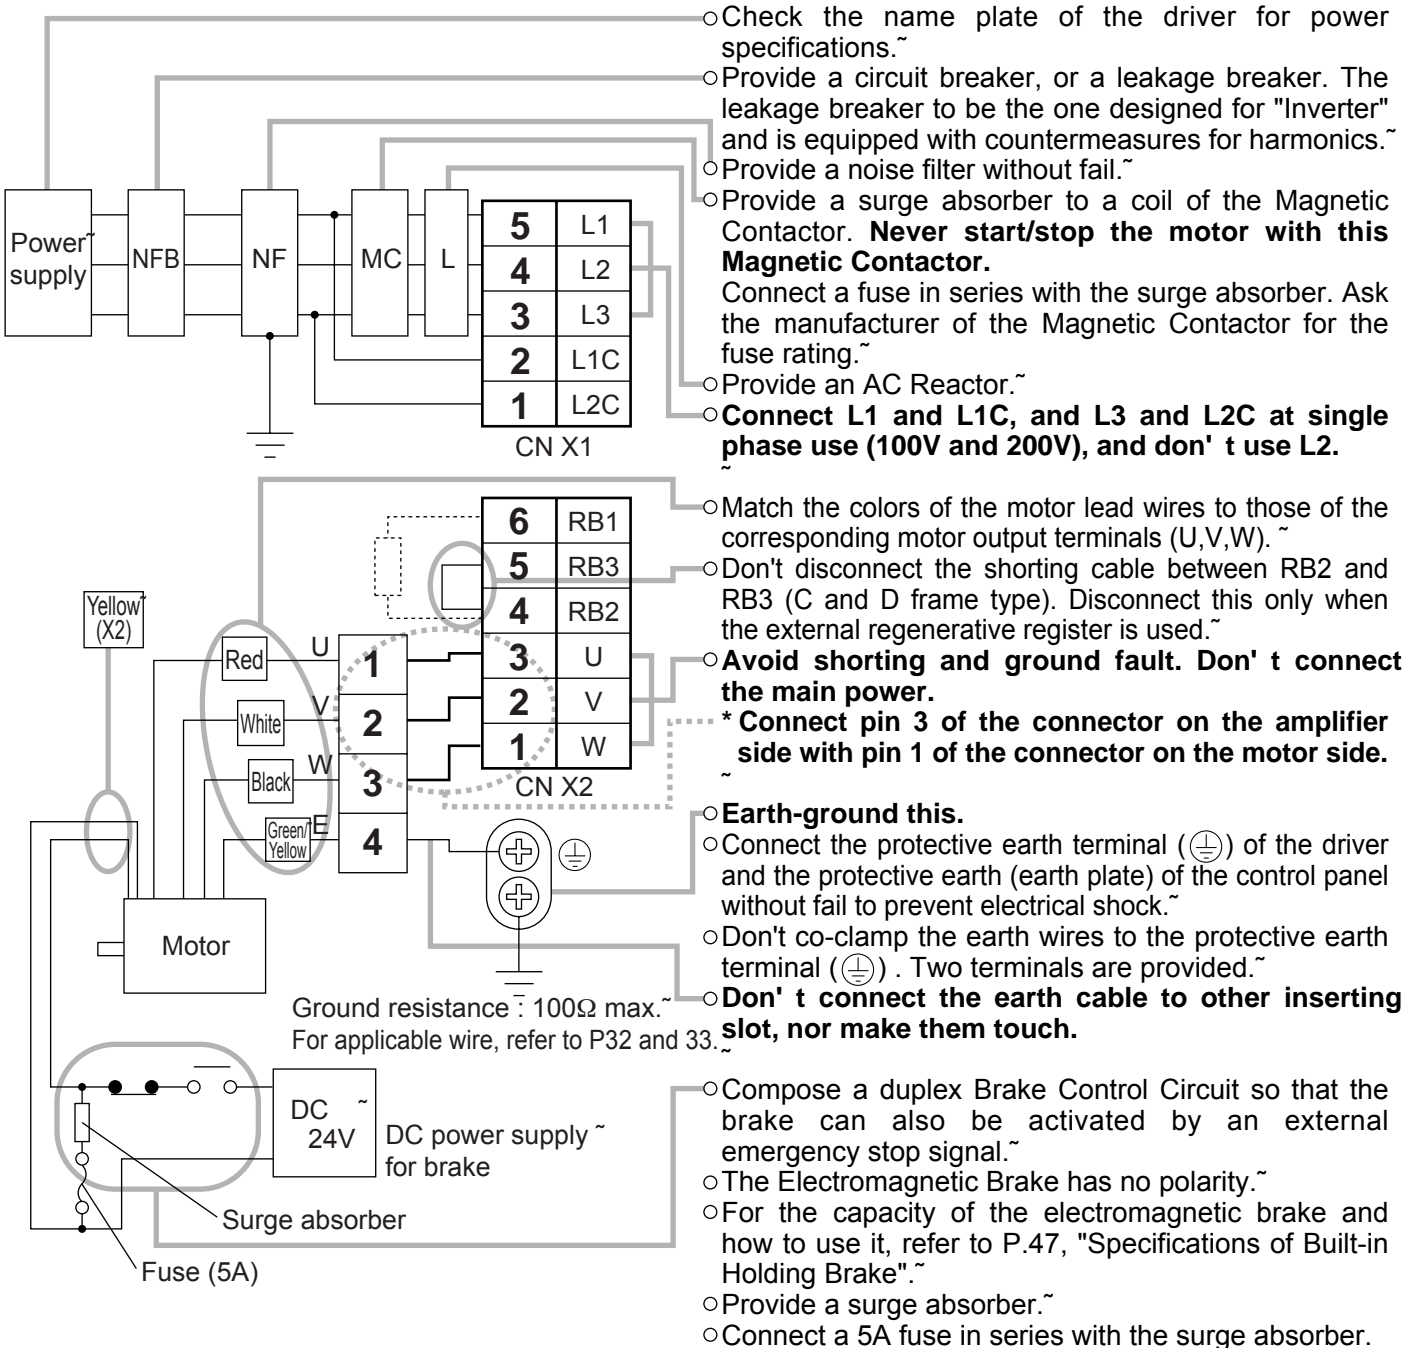 Check the name plate of the driver for power
specifications.~
Provide a circuit breaker, or a leakage breaker. The
leakage breaker to be the one designed for "Inverter"
and is equipped with countermeasures for harmonics.~
Provide a noise filter without fail.~
Provide a surge absorber to a coil of the Magnetic
Contactor. Never start/stop the motor with this
Magnetic Contactor.
Connect a fuse in series with the surge absorber. Ask
the manufacturer of the Magnetic Contactor for the
fuse rating.~
Provide an AC Reactor.~
Connect L1 and L1C, and L3 and L2C at single
phase use (100V and 200V), and don' t use L2.
~
Power~
supply
NFB
NF
MC
L
5 L1
4 L2
3 L3
2 L1C
1 L2C
CN X1
Match the colors of the motor lead wires to those of the
corresponding motor output terminals (U,V,W). ~
Don't disconnect the shorting cable between RB2 and
RB3 (C and D frame type). Disconnect this only when
the external regenerative register is used.~
Avoid shorting and ground fault. Don' t connect
the main power.
* Connect pin 3 of the connector on the amplifier
side with pin 1 of the connector on the motor side.
~
6 RB1
5 RB3
4 RB2
3 U
2 V
1 W
CN X2
Yellow~
(X2)
Red U 1
White V 2
Black W 3
Green/~
Yellow
E 4
Motor
Earth-ground this.
Connect the protective earth terminal (⏚) of the driver
and the protective earth (earth plate) of the control panel
without fail to prevent electrical shock.~
Don't co-clamp the earth wires to the protective earth
terminal (⏚) . Two terminals are provided.~
Don' t connect the earth cable to other inserting
slot, nor make them touch.
~
Ground resistance : 100Ω max.~
For applicable wire, refer to P32 and 33.
DC ~
24V
DC power supply ~
for brake
Surge absorber
Fuse (5A)
Compose a duplex Brake Control Circuit so that the
brake can also be activated by an external
emergency stop signal.~
The Electromagnetic Brake has no polarity.~
For the capacity of the electromagnetic brake and
how to use it, refer to P.47, "Specifications of Built-in
Holding Brake".~
Provide a surge absorber.~
Connect a 5A fuse in series with the surge absorber.